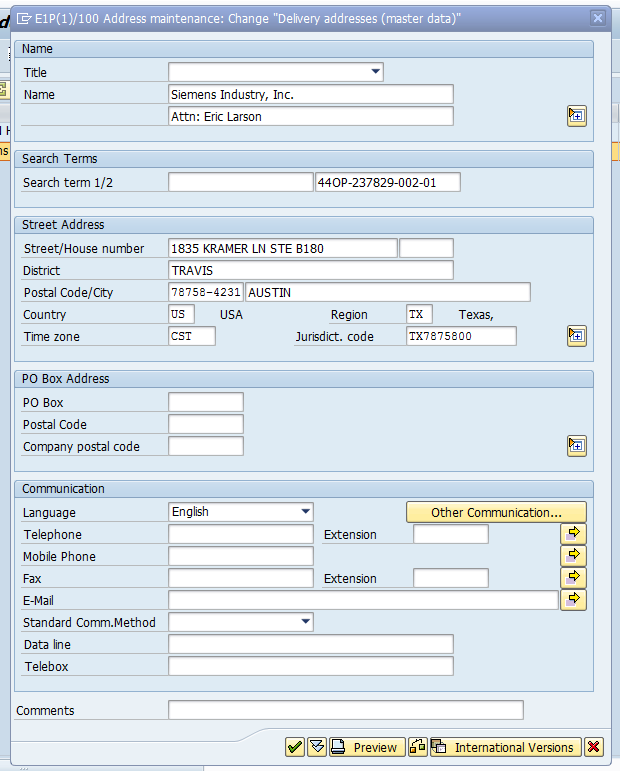 E1P(1)/100 Address maintenance: Change "Delivery addresses (master data)"
Name
Title
Name Siemens Industry, Inc.
Attn: Eric Larson
Search Terms
Search term 1/2 44OP-237829-002-01
Street Address
Street/House number 1835 KRAMER LN STE B180
District TRAVIS
Postal Code/City 78758-4231 AUSTIN
Country US USA Region TX Texas,
Time zone CST Jurisdict. code TX7875800
PO Box Address
PO Box
Postal Code
Company postal code
Communication
Language English Other Communication...
Telephone Extension
Mobile Phone
Fax Extension
E-Mail
Standard Comm.Method
Data line
Telebox
Comments
Preview International Versions